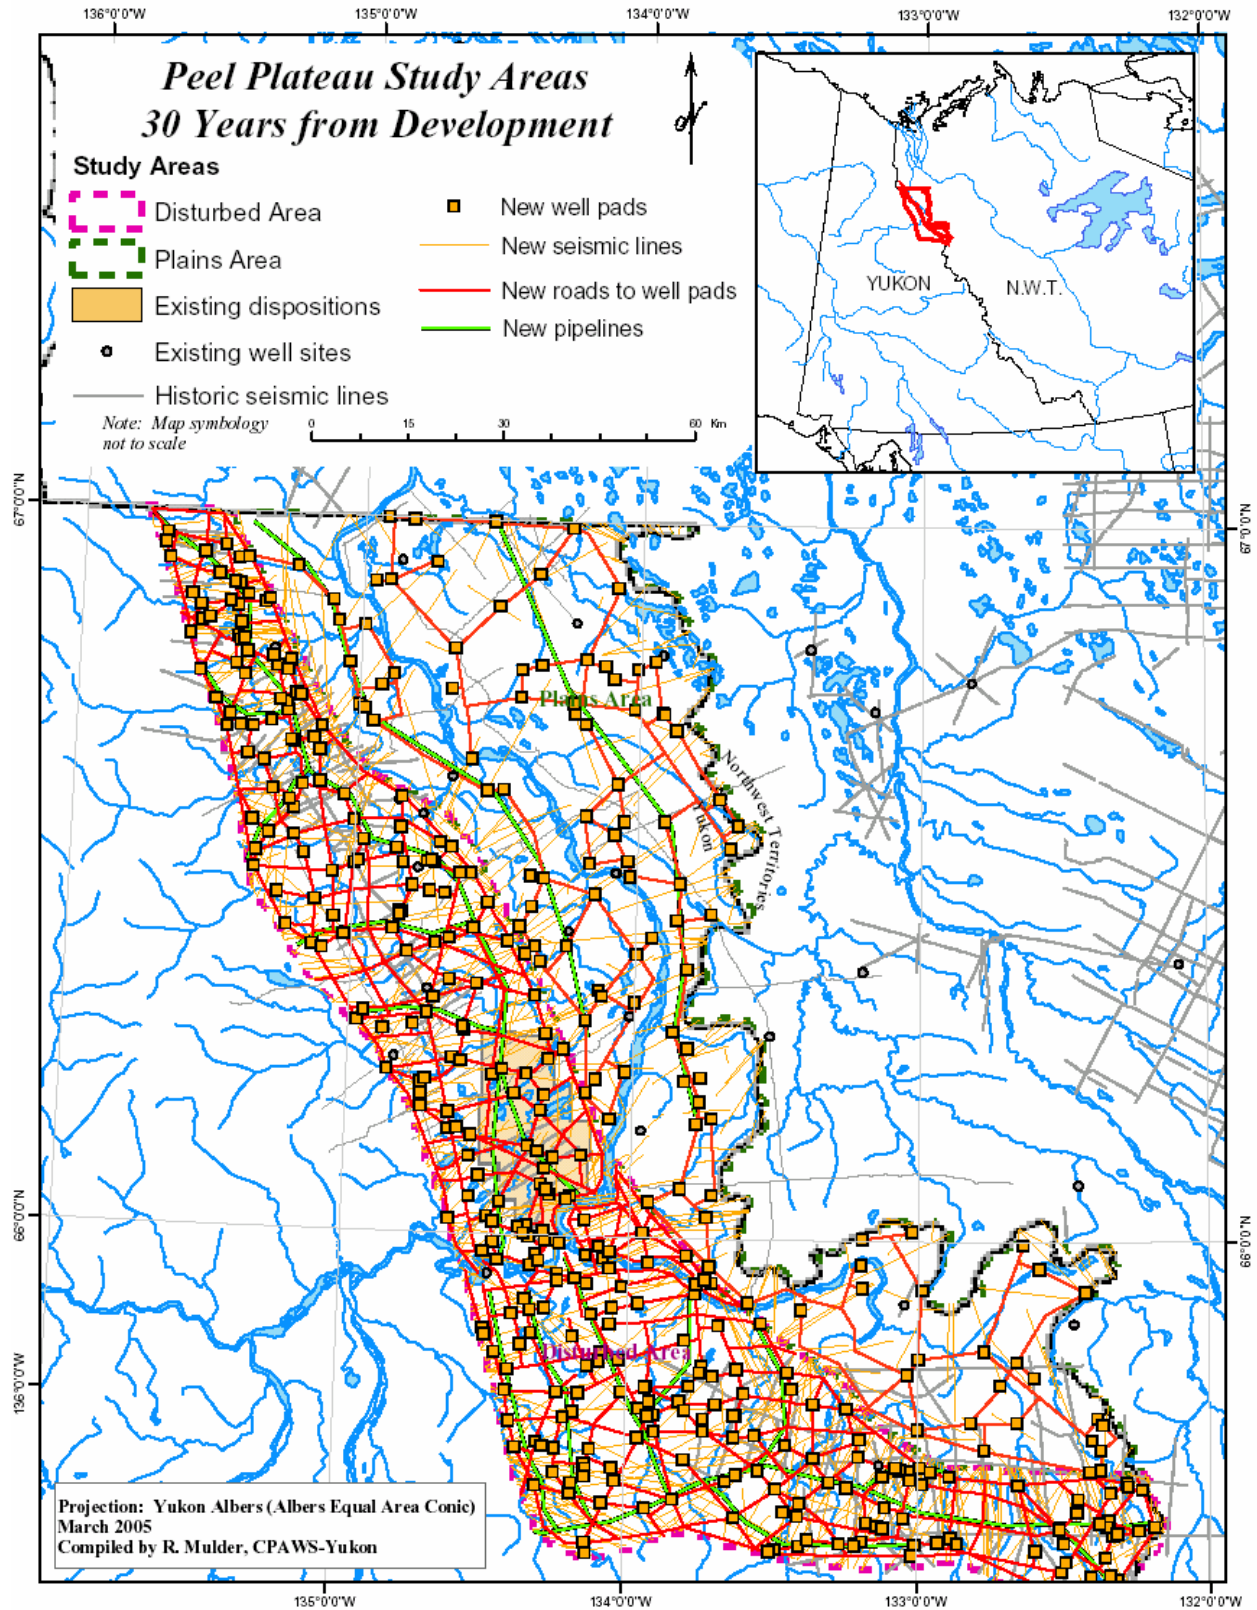 136°0'0"W 135°0'0"W 134°0'0"W 133°0'0"W 132°0'0"W
Peel Plateau Study Areas
30 Years from Development
Study Areas
Disturbed Area
Plains Area
Existing dispositions
Existing well sites
Historic seismic lines
New well pads
New seismic lines
New roads to well pads
New pipelines
Note: Map symbology
not to scale
0 15 30 60 Km
YUKON
N.W.T.
67°0'0"N
67°0'0"N
Plains Area
Northwest Territories
Yukon
66°0'0"N
66°0'0"N
Disturbed Area
136°0'0"W
Projection: Yukon Albers (Albers Equal Area Conic)
March 2005
Compiled by R. Mulder, CPAWS-Yukon
135°0'0"W 134°0'0"W 133°0'0"W 132°0'0"W